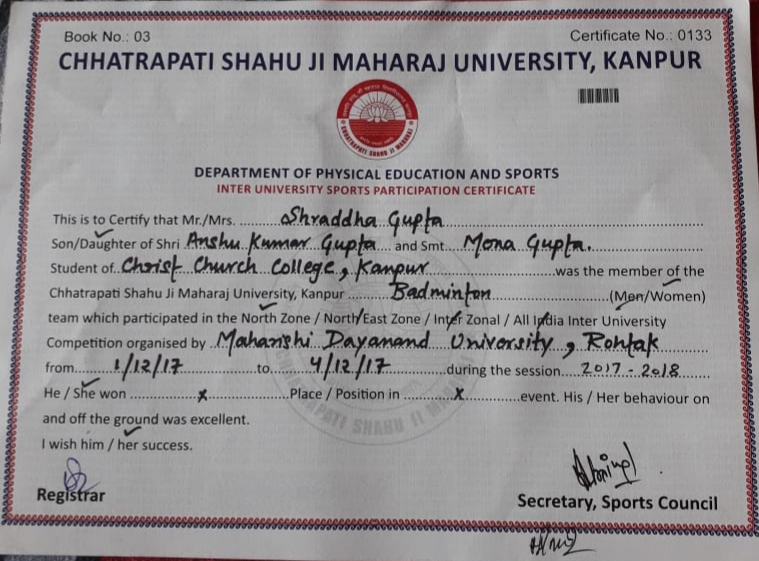 Book No.: 03 Certificate No.: 0133
CHHATRAPATI SHAHU JI MAHARAJ UNIVERSITY, KANPUR
CHHATRAPATI SHAHU JI MAHARAJ
DEPARTMENT OF PHYSICAL EDUCATION AND SPORTS
INTER UNIVERSITY SPORTS PARTICIPATION CERTIFICATE
This is to Certify that Mr./Mrs. Shraddha Gupta
Son/Daughter of Shri Anshu Kumar Gupta and Smt. Mona Gupta.
Student of Christ Church College, Kanpur was the member of the
Chhatrapati Shahu Ji Maharaj University, Kanpur Badminton (Men/Women)
team which participated in the North Zone / North East Zone / Inter Zonal / All India Inter University
Competition organised by Maharishi Dayanand University, Rohtak
from 1/12/17 to 4/12/17 during the session 2017-2018
He / She won x Place / Position in x event. His / Her behaviour on
and off the ground was excellent.
I wish him / her success.
Registrar
Secretary, Sports Council